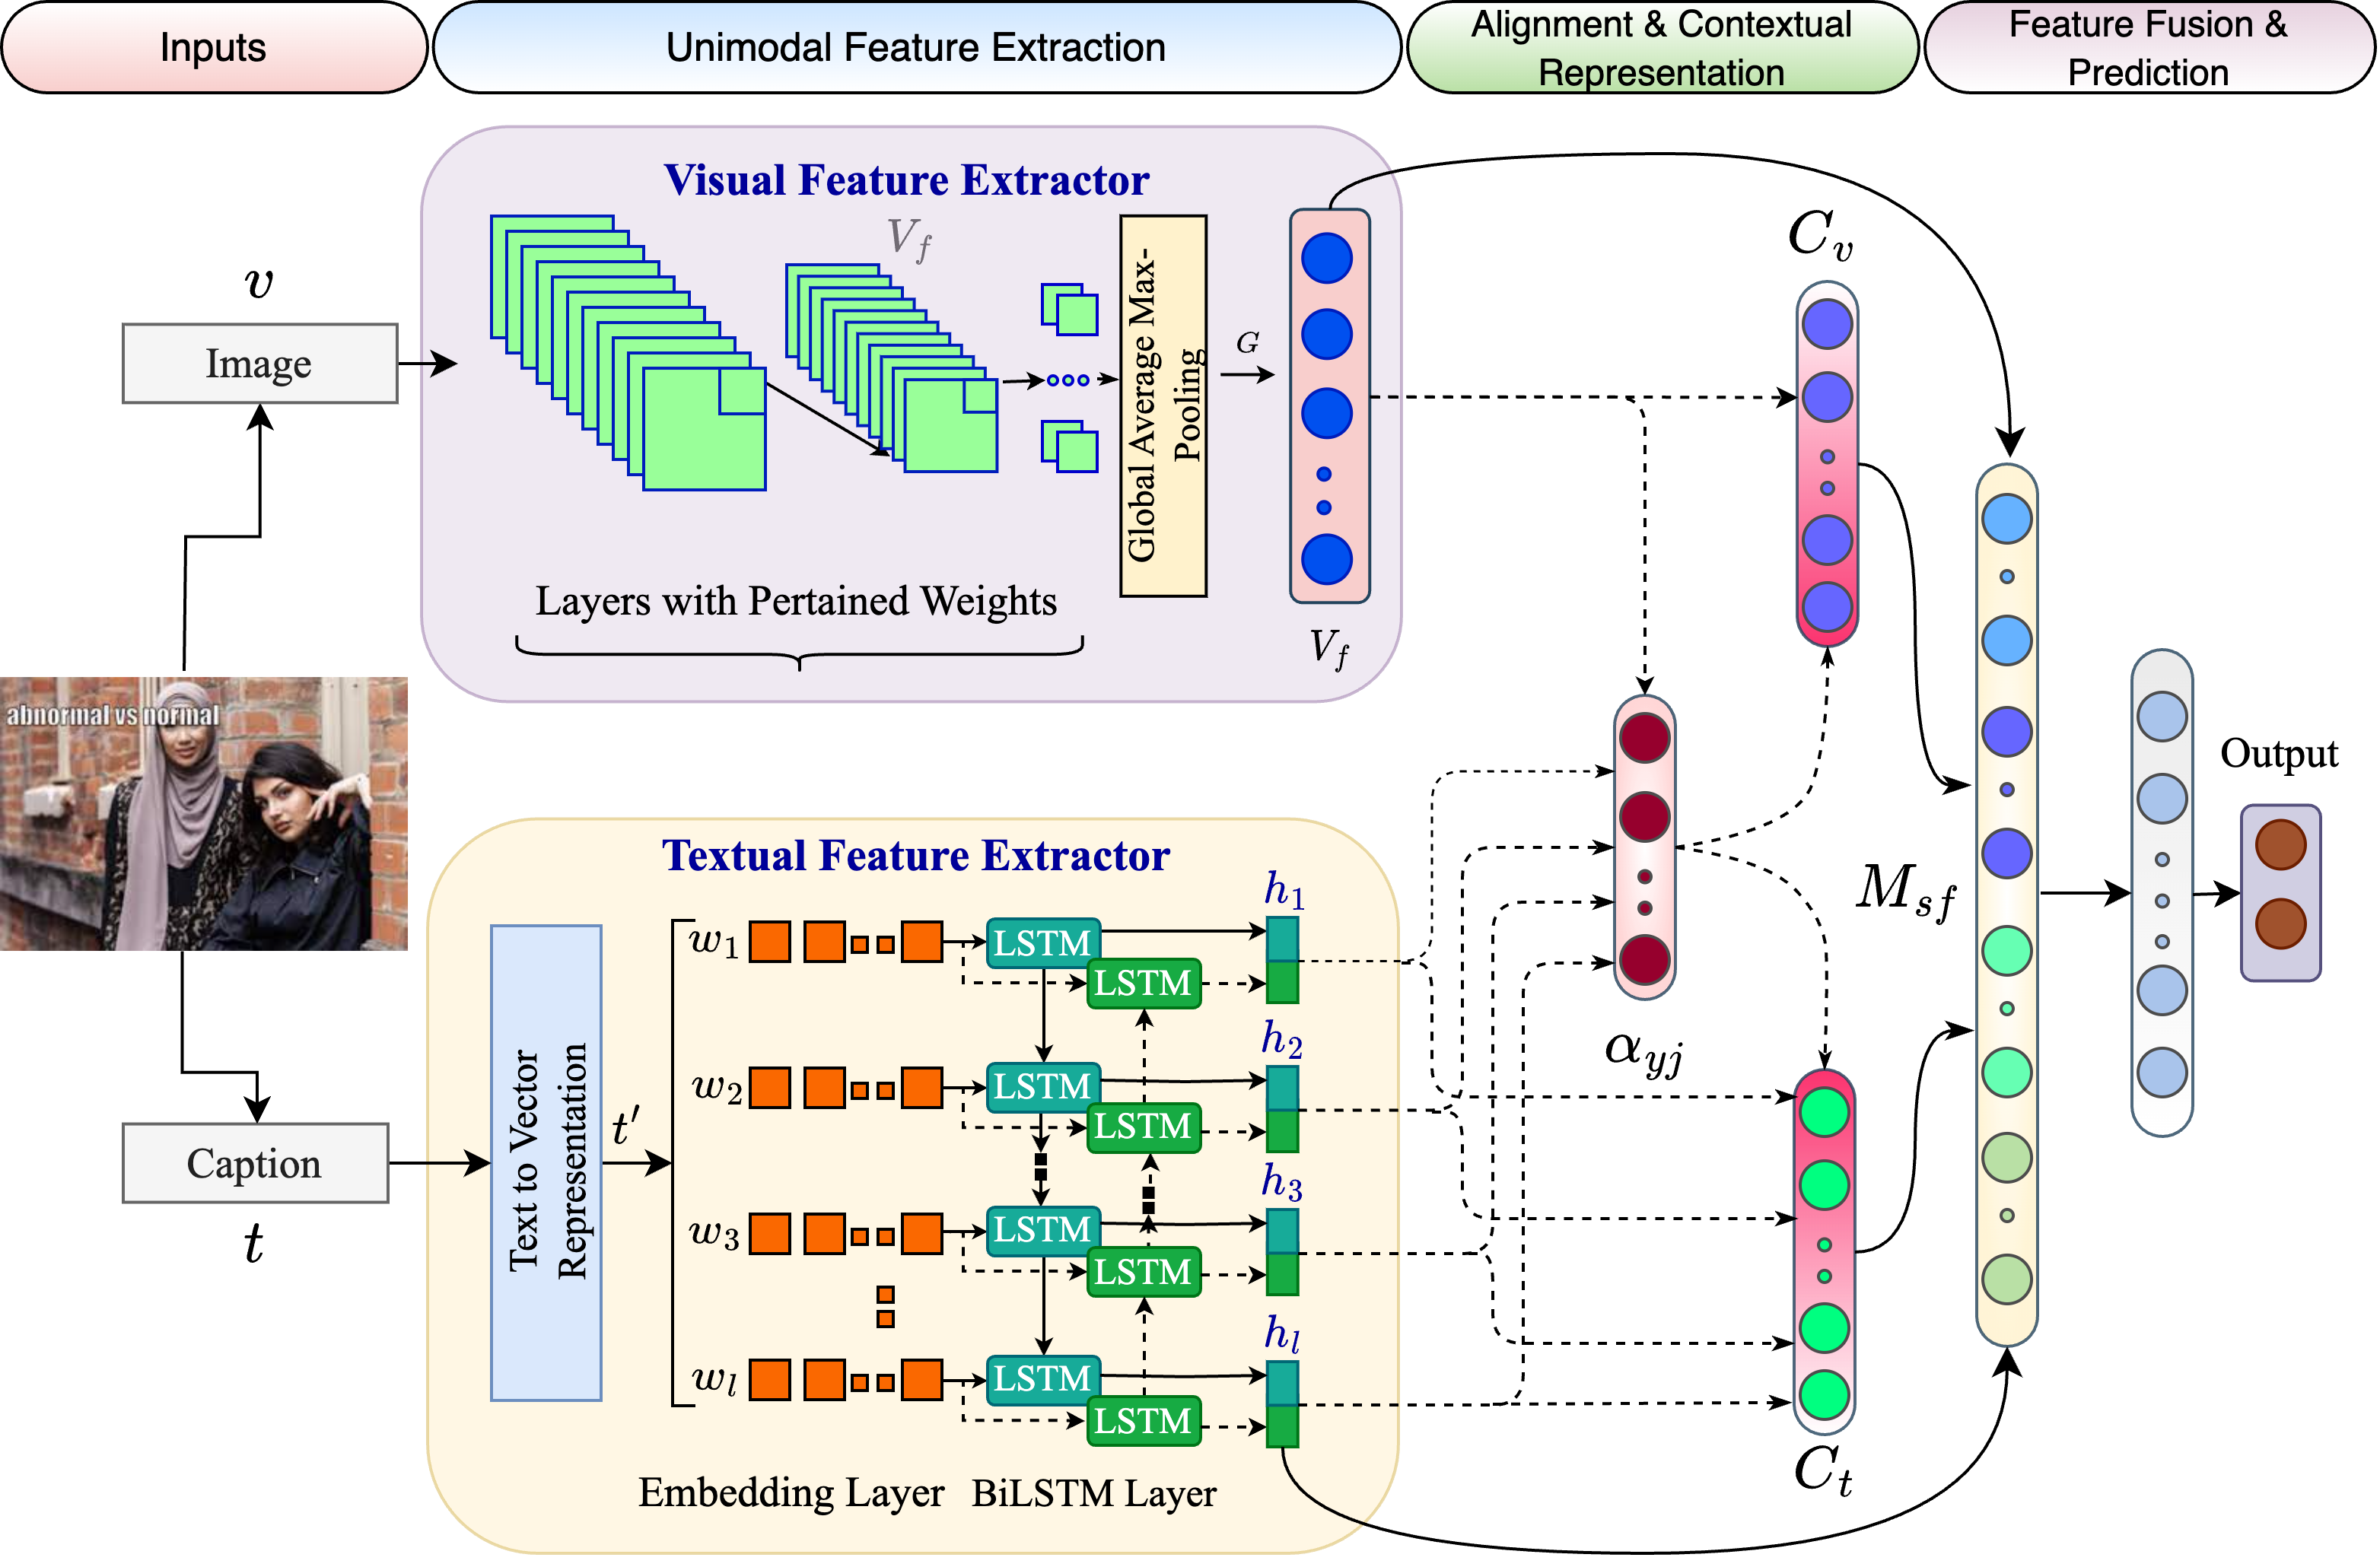 Inputs
Unimodal Feature Extraction
Alignment & Contextual
Representation
Feature Fusion &
Prediction
Visual Feature Extractor
V_f
v
Image
Global Average Max-
Pooling
G
Layers with Pertained Weights
V_f
C_v
abnormal vs normal
Textual Feature Extractor
Caption
t
Text to Vector
Representation
t′
w_1
LSTM
LSTM
h_1
w_2
LSTM
LSTM
h_2
w_3
LSTM
LSTM
h_3
w_l
LSTM
LSTM
h_l
Embedding Layer
BiLSTM Layer
α_{yj}
C_t
M_{sf}
Output